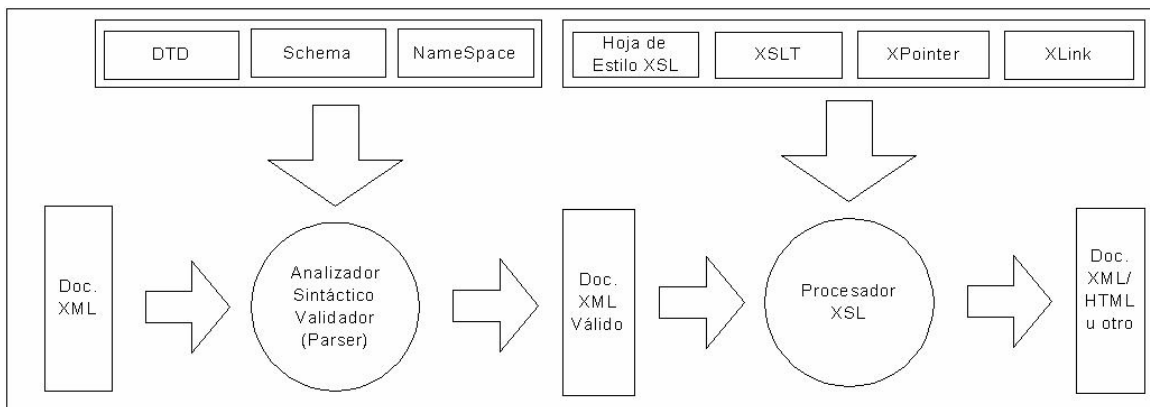 DTD
Schema
NameSpace
Hoja de
Estilo XSL
XSLT
XPointer
XLink
Doc.
XML
Analizador
Sintáctico
Validador
(Parser)
Doc.
XML
Válido
Procesador
XSL
Doc.
XML/
HTML
u otro